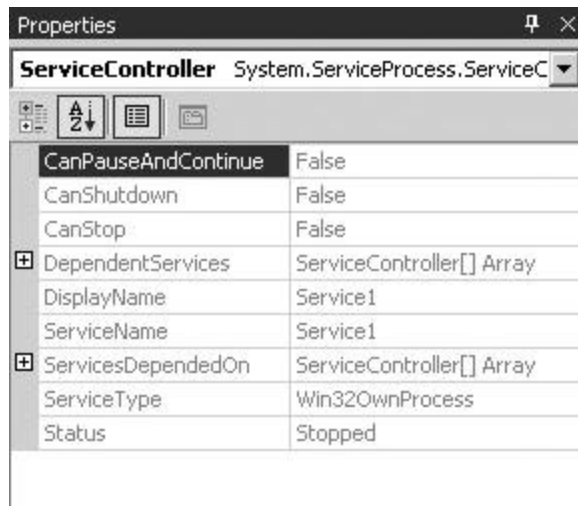 Properties
ServiceController System.ServiceProcess.ServiceC
CanPauseAndContinue False
CanShutdown False
CanStop False
DependentServices ServiceController[] Array
DisplayName Service1
ServiceName Service1
ServicesDependedOn ServiceController[] Array
ServiceType Win32OwnProcess
Status Stopped